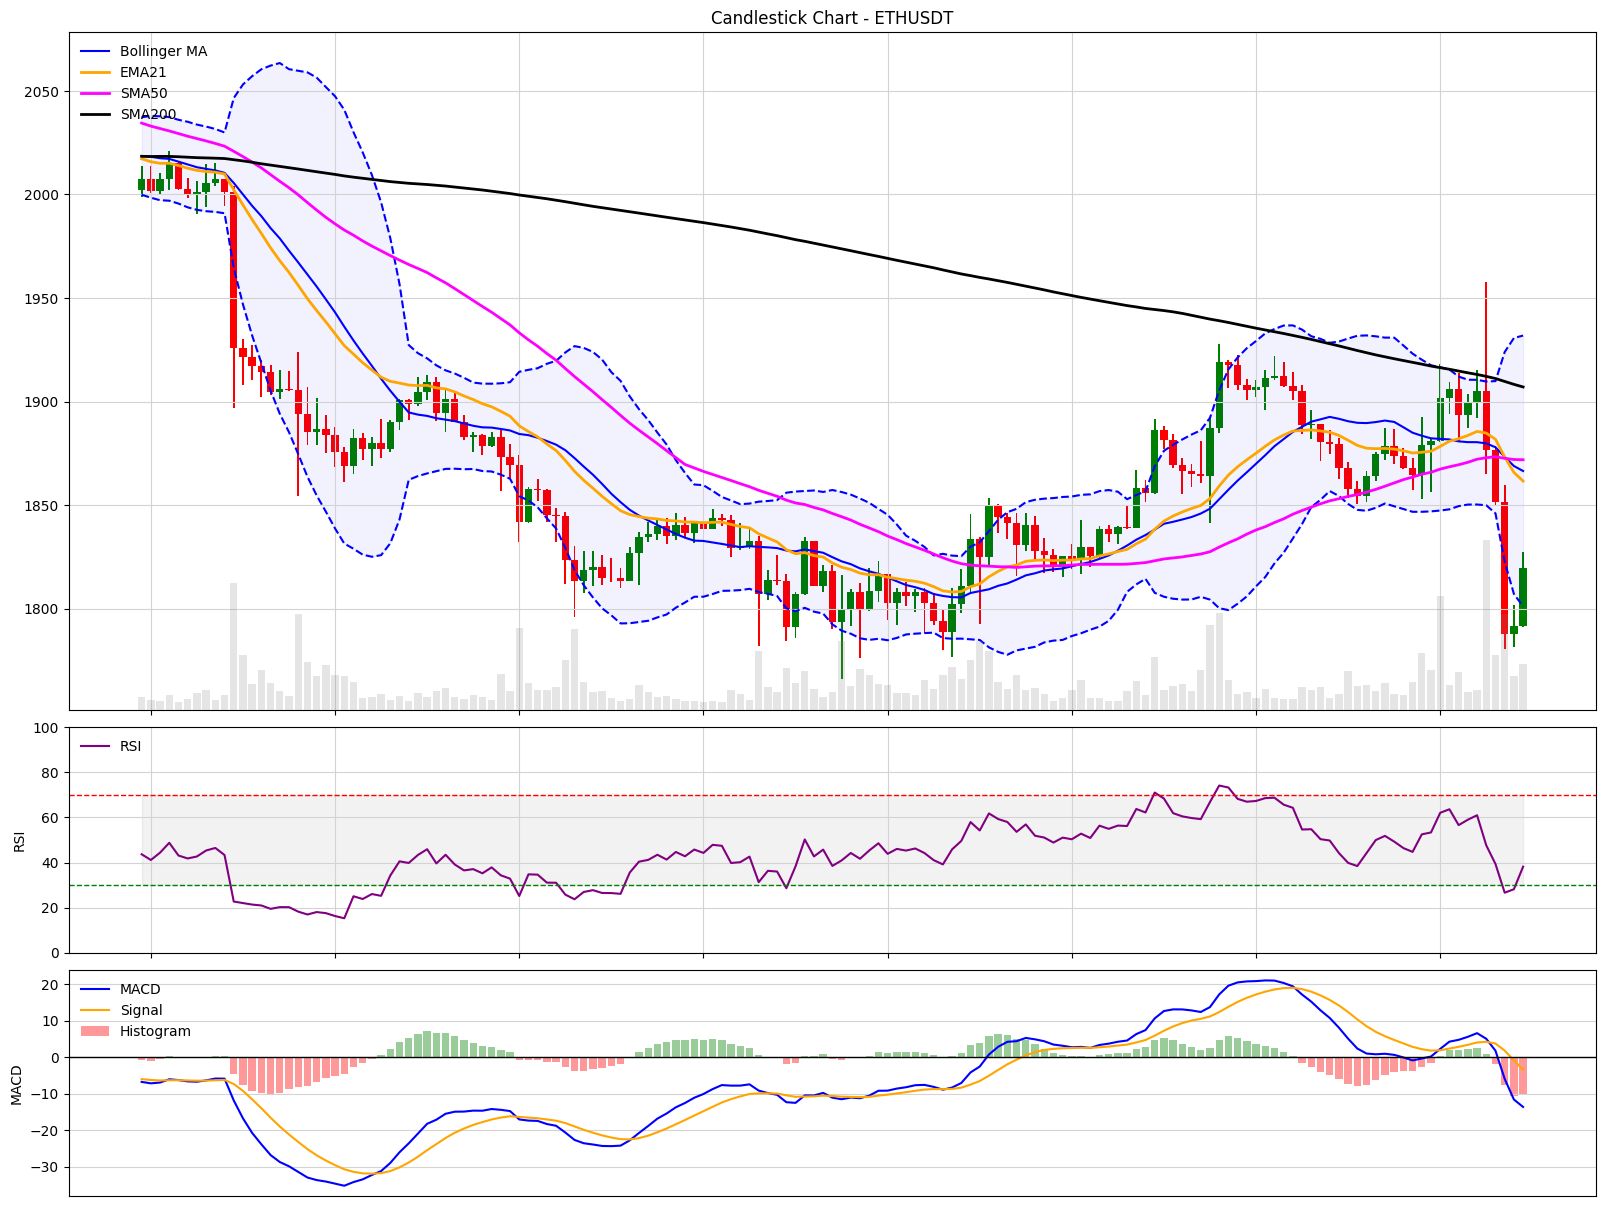 Candlestick Chart - ETHUSDT
Bollinger MA
EMA21
SMA50
SMA200
2050
2000
1950
1900
1850
1800
RSI
100
80
60
40
20
0
RSI
MACD
Signal
Histogram
20
10
0
−10
−20
−30
MACD